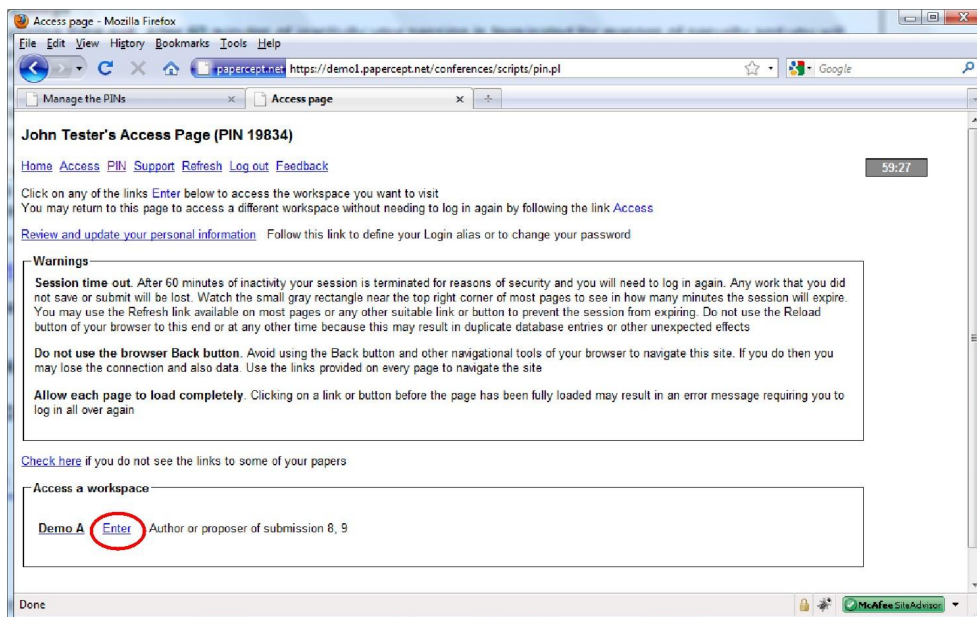 Access page - Mozilla Firefox
File Edit View History Bookmarks Tools Help
papercept.net https://demo1.papercept.net/conferences/scripts/pin.pl
Google
Manage the PINs
Access page
John Tester's Access Page (PIN 19834)
Home Access PIN Support Refresh Log out Feedback
59:27
Click on any of the links Enter below to access the workspace you want to visit
You may return to this page to access a different workspace without needing to log in again by following the link Access
Review and update your personal information Follow this link to define your Login alias or to change your password
Warnings
Session time out. After 60 minutes of inactivity your session is terminated for reasons of security and you will need to log in again. Any work that you did
not save or submit will be lost. Watch the small gray rectangle near the top right corner of most pages to see in how many minutes the session will expire.
You may use the Refresh link available on most pages or any other suitable link or button to prevent the session from expiring. Do not use the Reload
button of your browser to this end or at any other time because this may result in duplicate database entries or other unexpected effects
Do not use the browser Back button. Avoid using the Back button and other navigational tools of your browser to navigate this site. If you do then you
may lose the connection and also data. Use the links provided on every page to navigate the site
Allow each page to load completely. Clicking on a link or button before the page has been fully loaded may result in an error message requiring you to
log in all over again
Check here if you do not see the links to some of your papers
Access a workspace
Demo A Enter Author or proposer of submission 8, 9
Done
McAfee SiteAdvisor